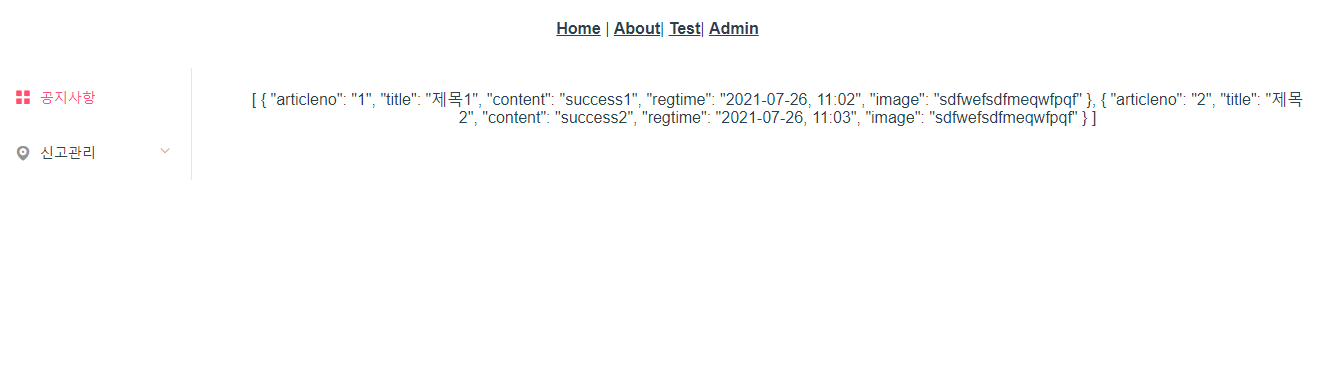 Home | About| Test| Admin
공지사항
신고관리
[ { "articleno": "1", "title": "제목1", "content": "success1", "regtime": "2021-07-26, 11:02", "image": "sdfwefsdfmeqwfpqf" }, { "articleno": "2", "title": "제목
2", "content": "success2", "regtime": "2021-07-26, 11:03", "image": "sdfwefsdfmeqwfpqf" } ]